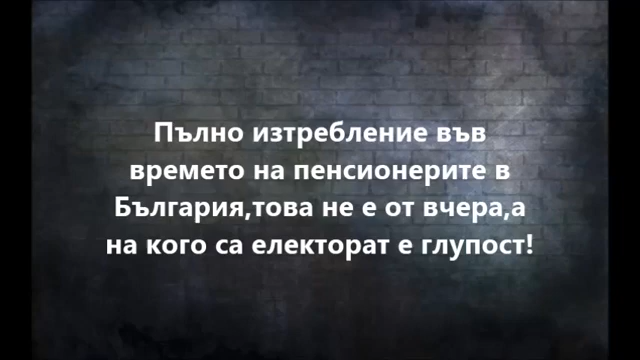 Пълно изтребление във
времето на пенсионерите в
България,това не е от вчера,а
на кого са електорат е глупост!